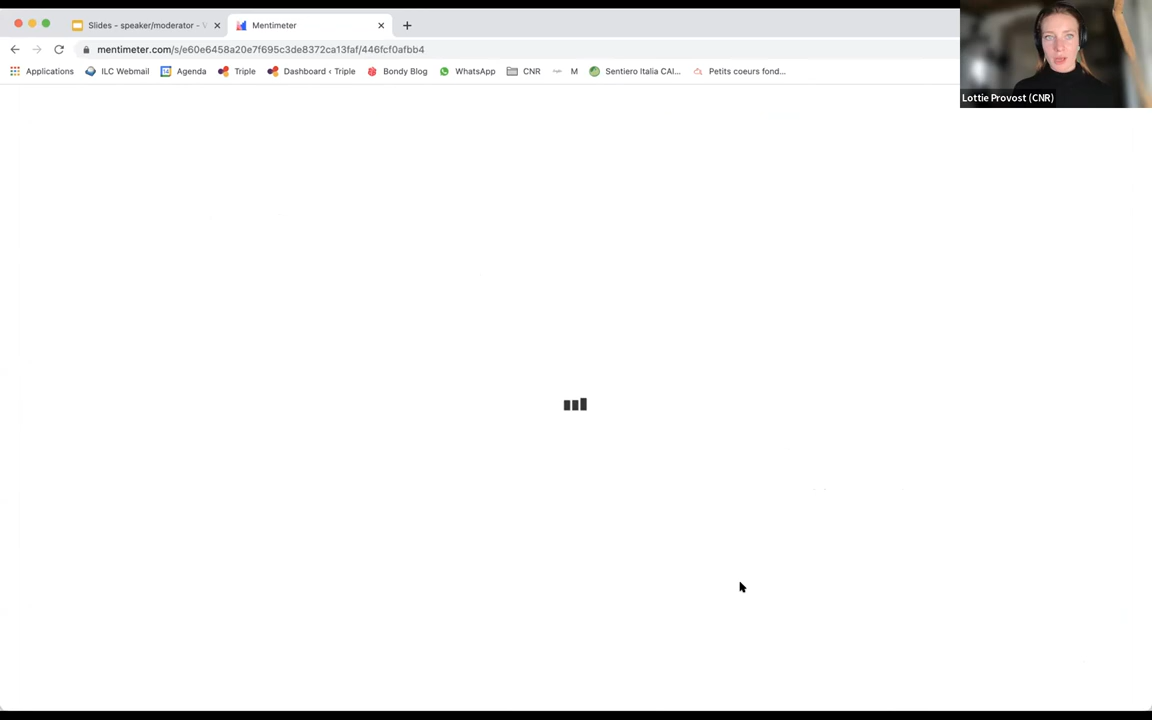 Slides - speaker/moderator - V
Mentimeter
mentimeter.com/s/e60e6458a20e7f695c3de8372ca13faf/446fcf0afbb4
Applications ILC Webmail Agenda Triple Dashboard ‹ Triple Bondy Blog WhatsApp CNR M Sentiero Italia CAI... Petits coeurs fond...
Lottie Provost (CNR)